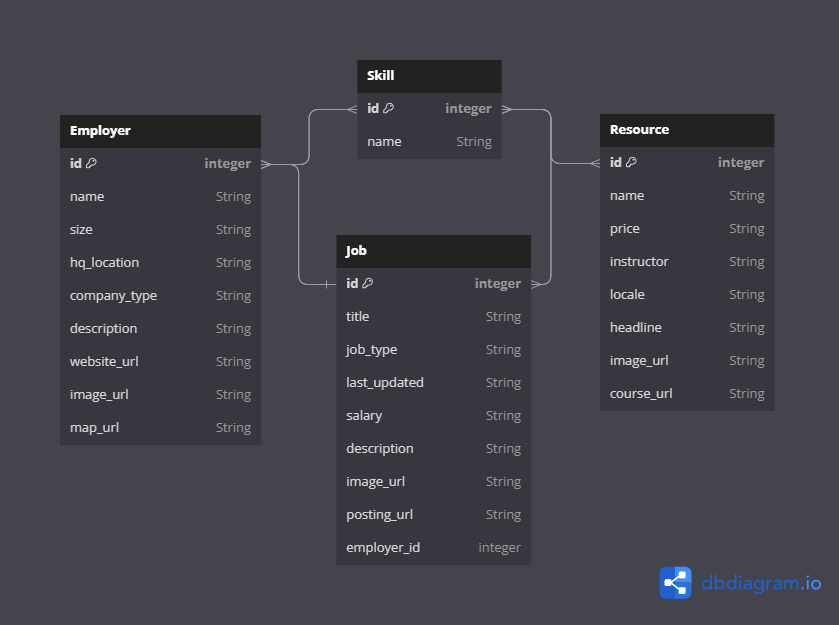 Skill
id integer
name String
Employer
id integer
name String
size String
hq_location String
company_type String
description String
website_url String
image_url String
map_url String
Job
id integer
title String
job_type String
last_updated String
salary String
description String
image_url String
posting_url String
employer_id integer
Resource
id integer
name String
price String
instructor String
locale String
headline String
image_url String
course_url String
dbdiagram.io